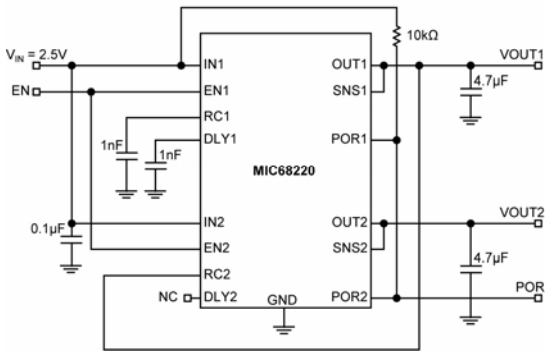 10kΩ
V_IN = 2.5V
IN1
OUT1
VOUT1
EN
EN1
SNS1
4.7µF
RC1
1nF
1nF
DLY1
POR1
MIC68220
IN2
OUT2
VOUT2
0.1µF
EN2
SNS2
RC2
4.7µF
NC
DLY2
GND
POR2
POR